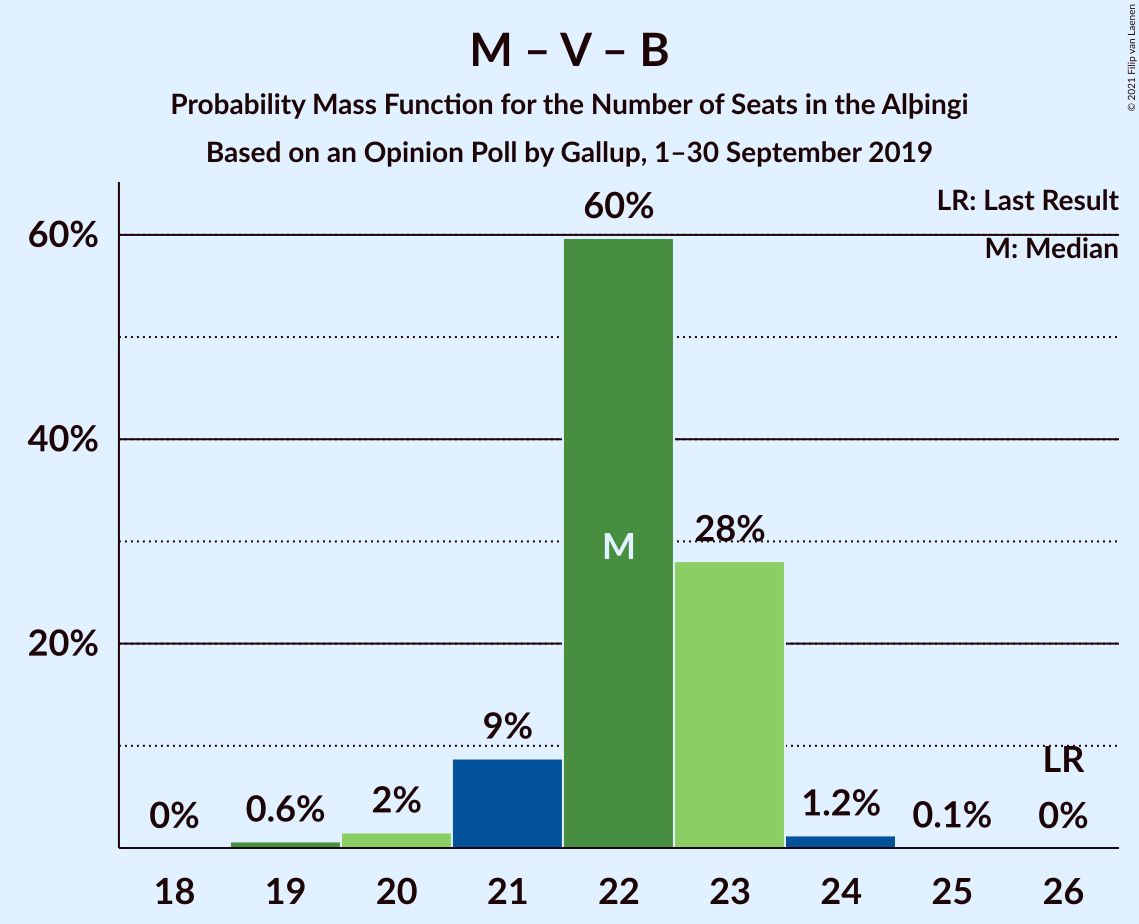 M – V – B
Probability Mass Function for the Number of Seats in the Alþingi
Based on an Opinion Poll by Gallup, 1–30 September 2019
© 2021 Filip van Laenen
LR: Last Result
M: Median
60%
40%
20%
0%
0.6%
2%
9%
60%
M
28%
1.2%
0.1%
LR
0%
18 19 20 21 22 23 24 25 26